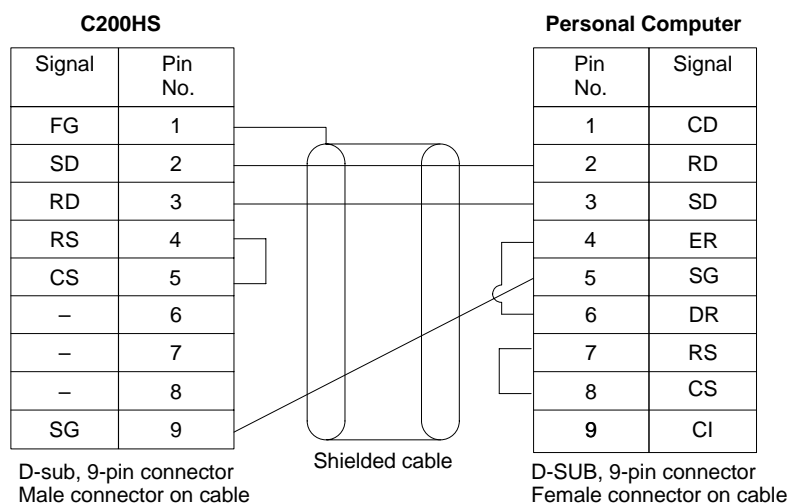 C200HS
Signal Pin No.
FG 1
SD 2
RD 3
RS 4
CS 5
– 6
– 7
– 8
SG 9
D-sub, 9-pin connector
Male connector on cable
Shielded cable
Personal Computer
Pin No. Signal
1 CD
2 RD
3 SD
4 ER
5 SG
6 DR
7 RS
8 CS
9 CI
D-SUB, 9-pin connector
Female connector on cable